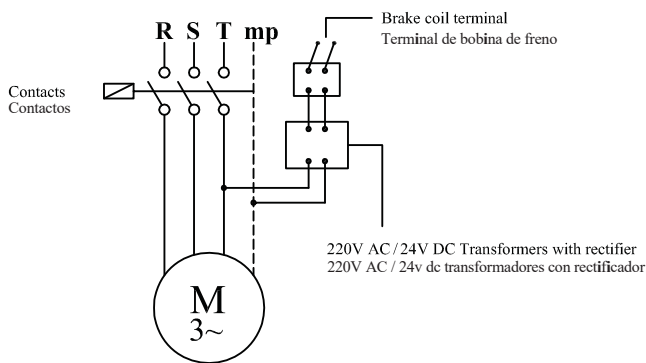 Brake coil terminal
Terminal de bobina de freno
R S T mp
Contacts
Contactos
220V AC / 24V DC Transformers with rectifier
220V AC / 24v dc transformadores con rectificador
M
3~